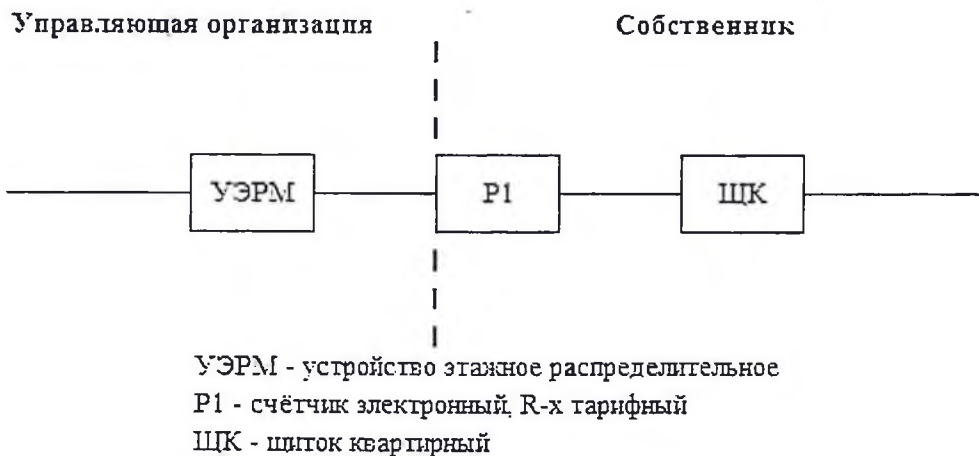 Управляющая организация
Собственник
УЭРМ
Р1
ЩК
УЭРМ - устройство этажное распределительное
Р1 - счётчик электронный, R-х тарифный
ЩК - щиток квартирный